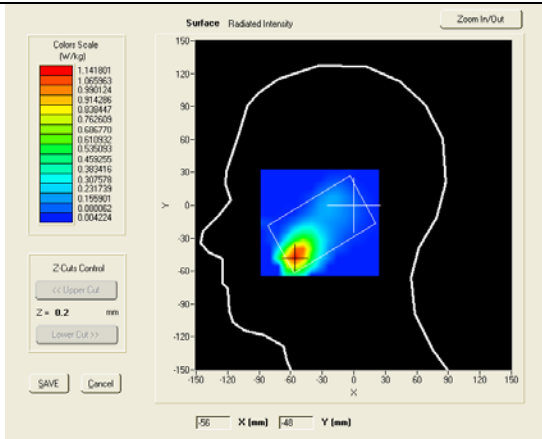 Surface Radiated Intensity
Zoom In/Out
Colors Scale
(W/kg)
1.141801
1.065963
0.990124
0.914286
0.838447
0.762609
0.686770
0.610932
0.535093
0.459255
0.383416
0.307578
0.231739
0.155901
0.080062
0.004224
Z-Cuts Control
<< Upper Cut
Z = 0.2 mm
Lower Cut >>
SAVE Cancel
150
120
90
60
30
0
-30
-60
-90
-120
-150
Y
-150 -120 -90 -60 -30 0 30 60 90 120 150
X
-56 X (mm) -48 Y (mm)